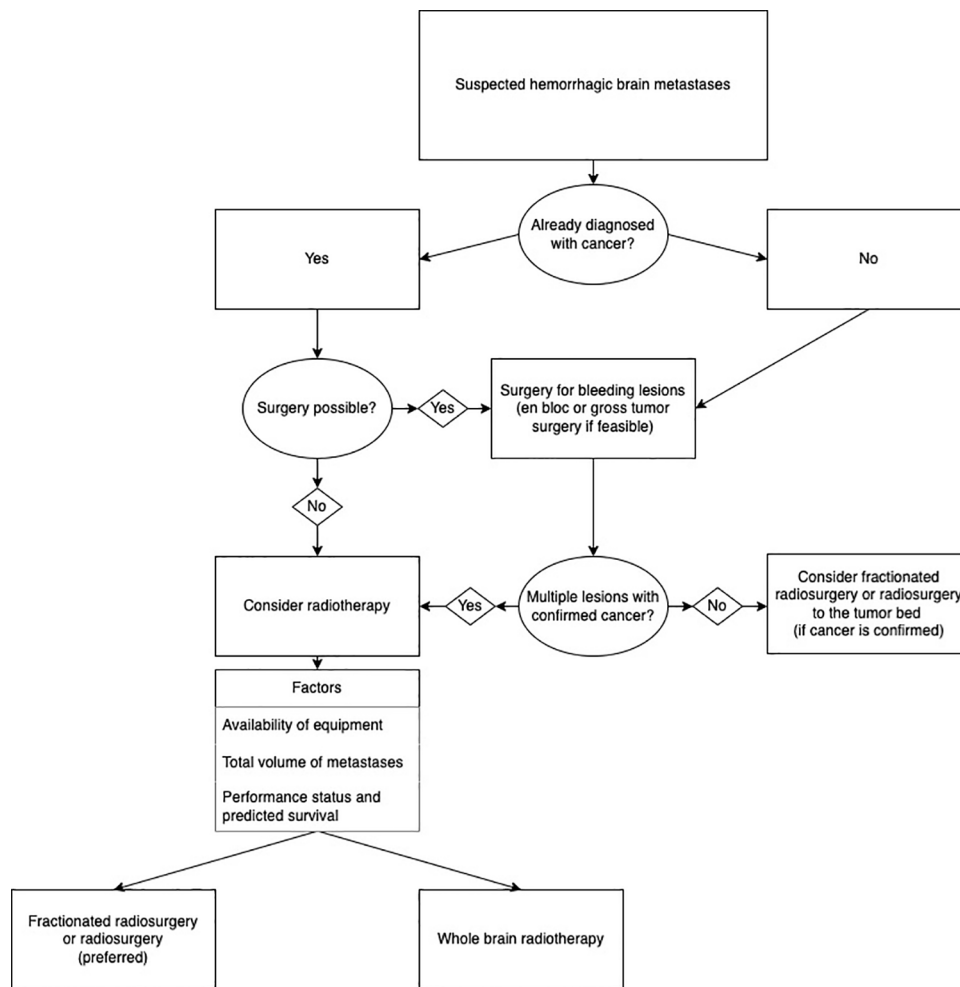 Suspected hemorrhagic brain metastases
Already diagnosed
with cancer?
Yes
No
Surgery possible?
Yes
Surgery for bleeding lesions
(en bloc or gross tumor
surgery if feasible)
No
Consider radiotherapy
Yes
Multiple lesions with
confirmed cancer?
No
Consider fractionated
radiosurgery or radiosurgery
to the tumor bed
(if cancer is confirmed)
Factors
Availability of equipment
Total volume of metastases
Performance status and
predicted survival
Fractionated radiosurgery
or radiosurgery
(preferred)
Whole brain radiotherapy